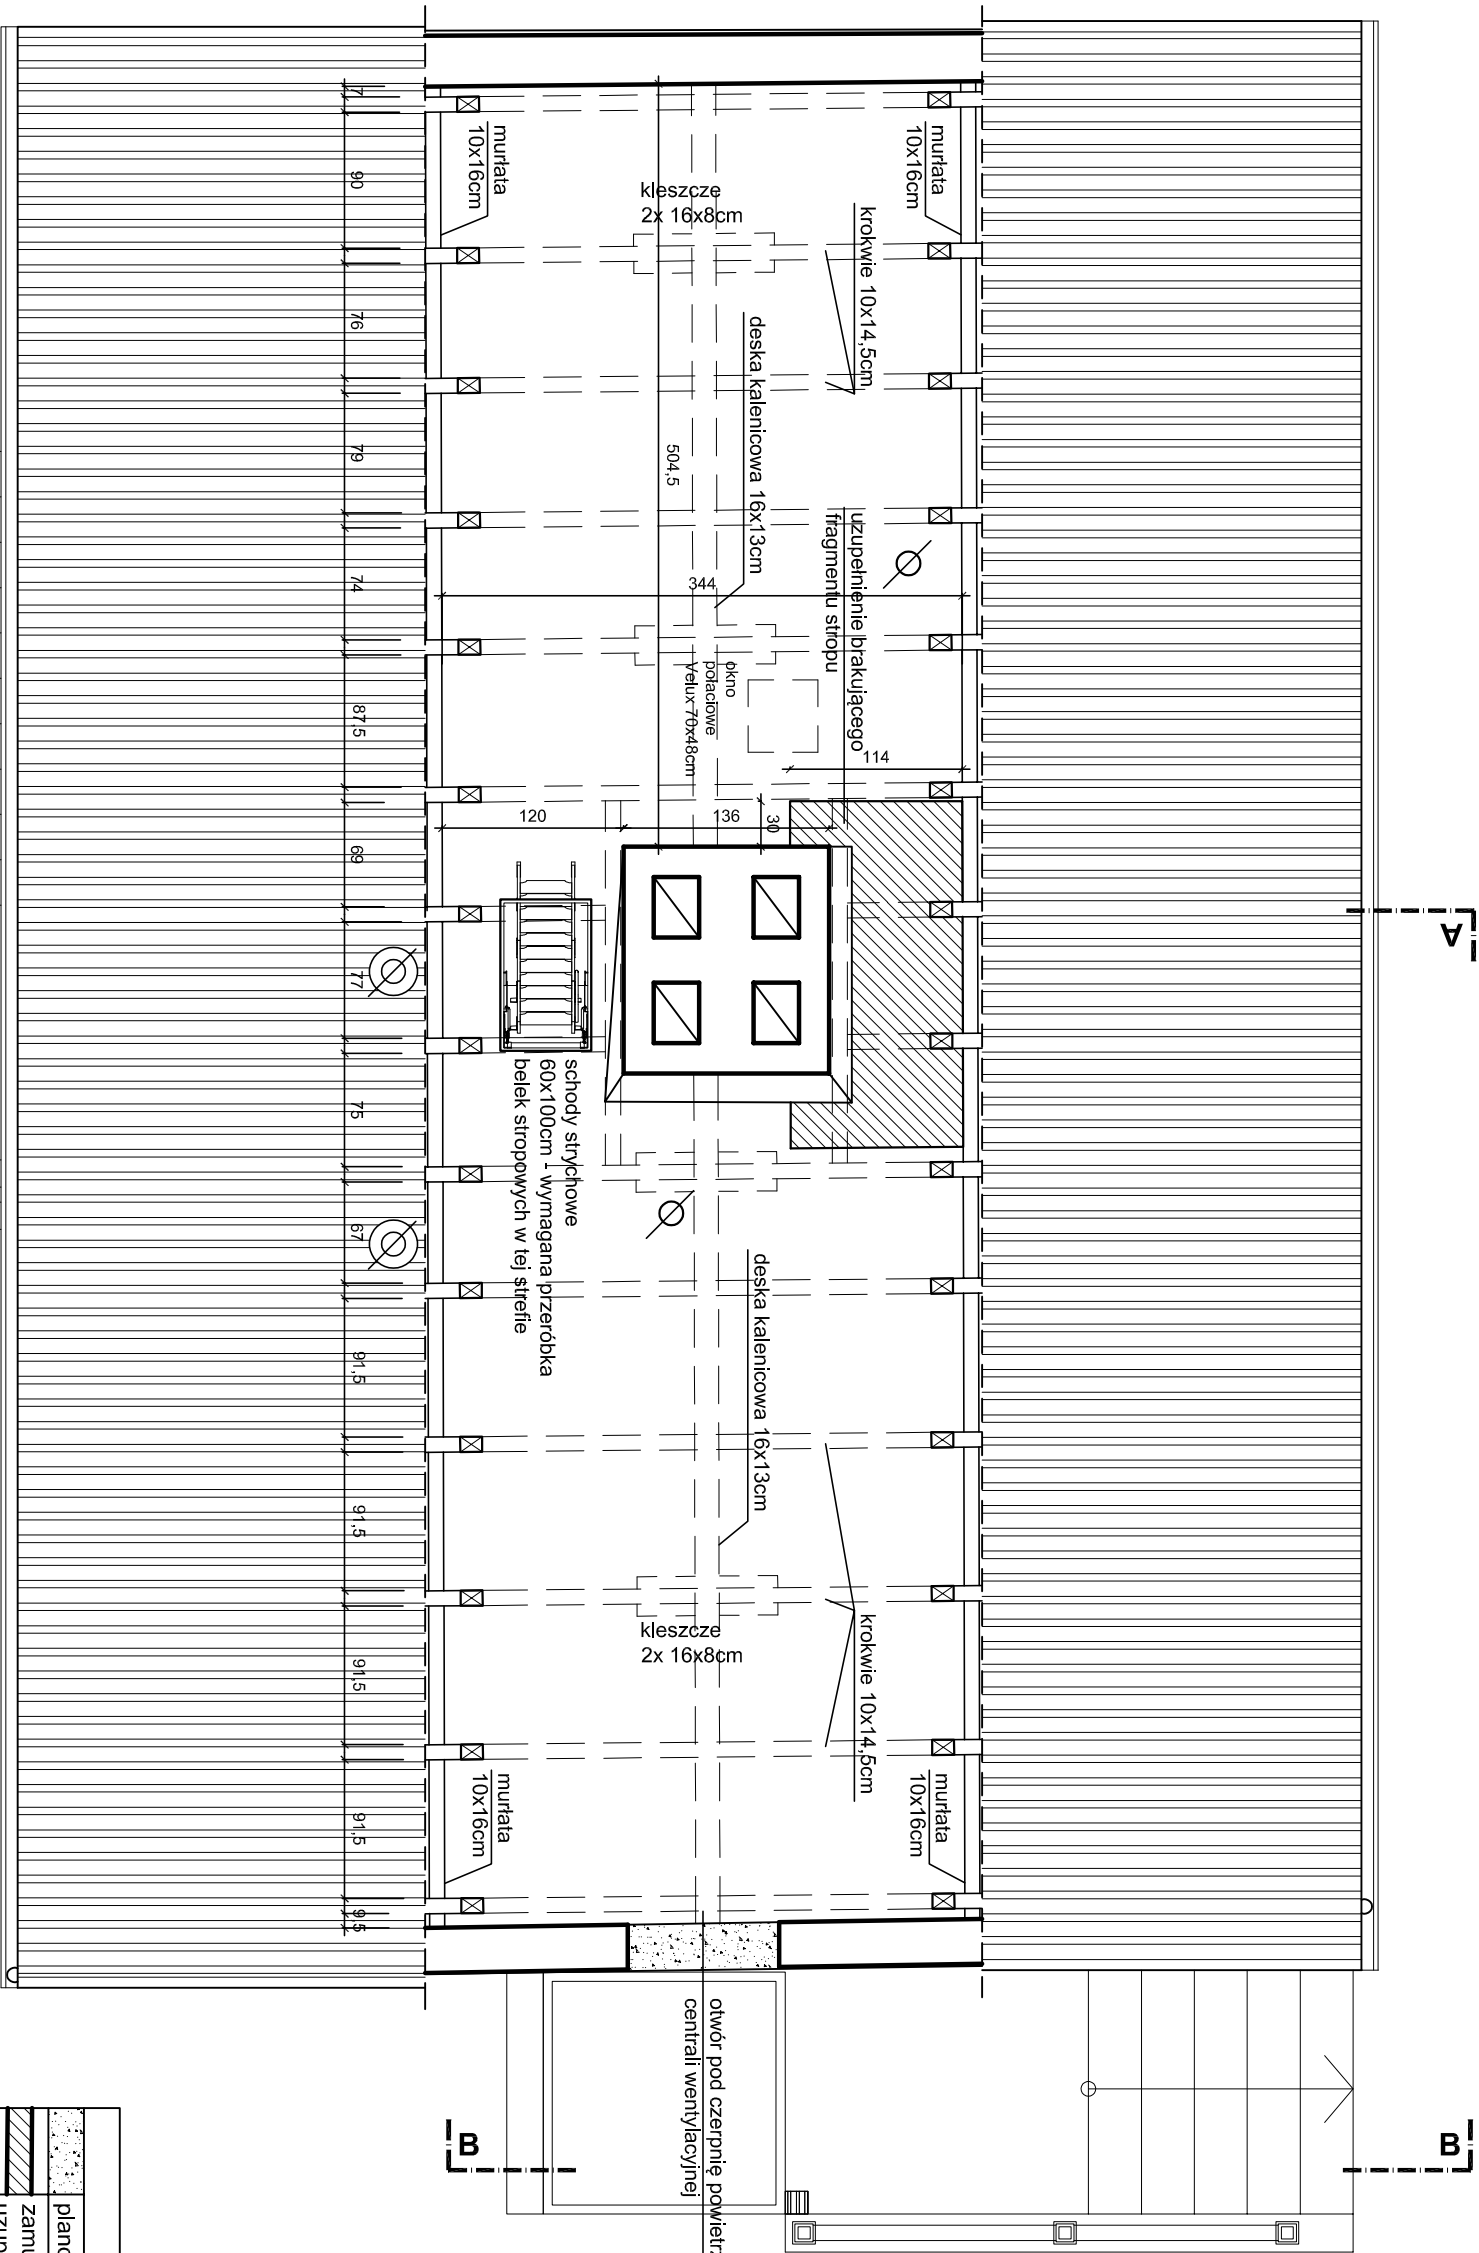 murłata
10x16cm
murłata
10x16cm
kleszcze
2x 16x8cm
krokwie 10x14,5cm
deska kalenicowa 16x13cm
504,5
uzupełnienie brakującego
fragmentu stropu
344
okno
połaciowe
Velux 70x48cm
114
120
136
30
7
90
76
79
74
87,5
69
77
75
67
91,5
91,5
91,5
91,5
9,5
A
schody strychowe
60x100cm - wymagana przeróbka
belek stropowych w tej strefie
deska kalenicowa 16x13cm
kleszcze
2x 16x8cm
krokwie 10x14,5cm
murłata
10x16cm
murłata
10x16cm
otwór pod czerpnię
centrali wentylacyjnej
B
B